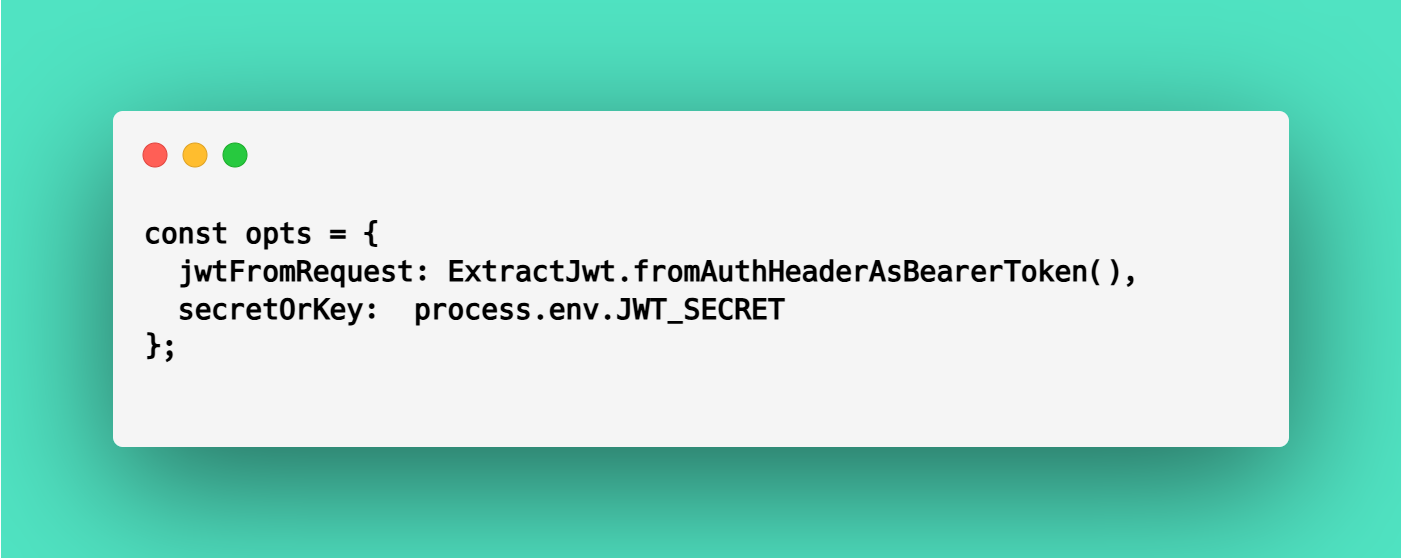 const opts = {
  jwtFromRequest: ExtractJwt.fromAuthHeaderAsBearerToken(),
  secretOrKey:  process.env.JWT_SECRET
};